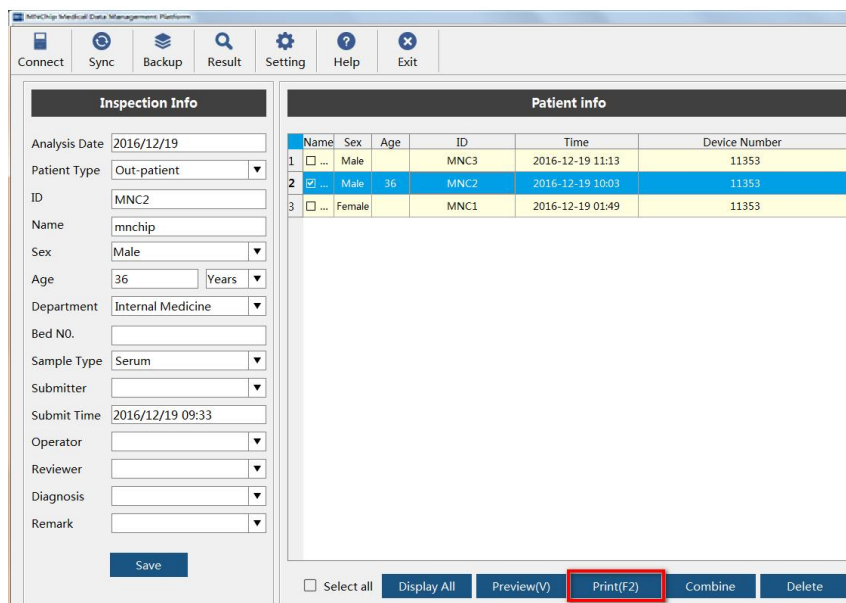 MNChip Medical Data Management Platform
Connect Sync Backup Result Setting Help Exit
Inspection Info
Analysis Date 2016/12/19
Patient Type Out-patient
ID MNC2
Name mnchip
Sex Male
Age 36 Years
Department Internal Medicine
Bed N0.
Sample Type Serum
Submitter
Submit Time 2016/12/19 09:33
Operator
Reviewer
Diagnosis
Remark
Save
Patient info
Name Sex Age ID Time Device Number
1 ... Male MNC3 2016-12-19 11:13 11353
2 ... Male 36 MNC2 2016-12-19 10:03 11353
3 ... Female MNC1 2016-12-19 01:49 11353
Select all Display All Preview(V) Print(F2) Combine Delete